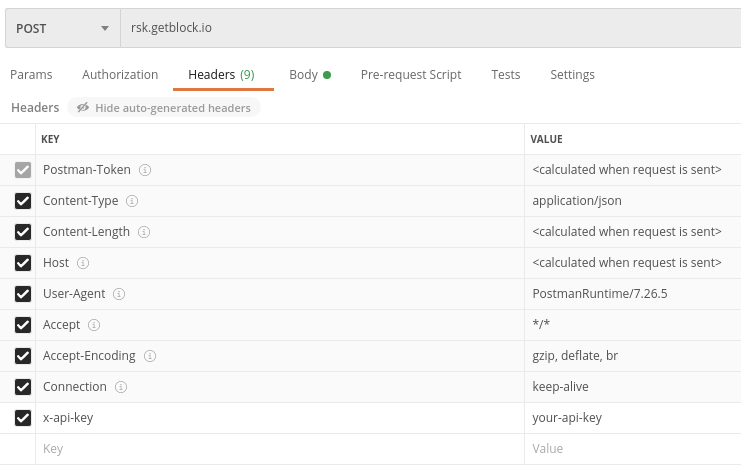 POST rsk.getblock.io
Params Authorization Headers (9) Body Pre-request Script Tests Settings
Headers Hide auto-generated headers
KEY VALUE
Postman-Token <calculated when request is sent>
Content-Type application/json
Content-Length <calculated when request is sent>
Host <calculated when request is sent>
User-Agent PostmanRuntime/7.26.5
Accept */*
Accept-Encoding gzip, deflate, br
Connection keep-alive
x-api-key your-api-key
Key Value